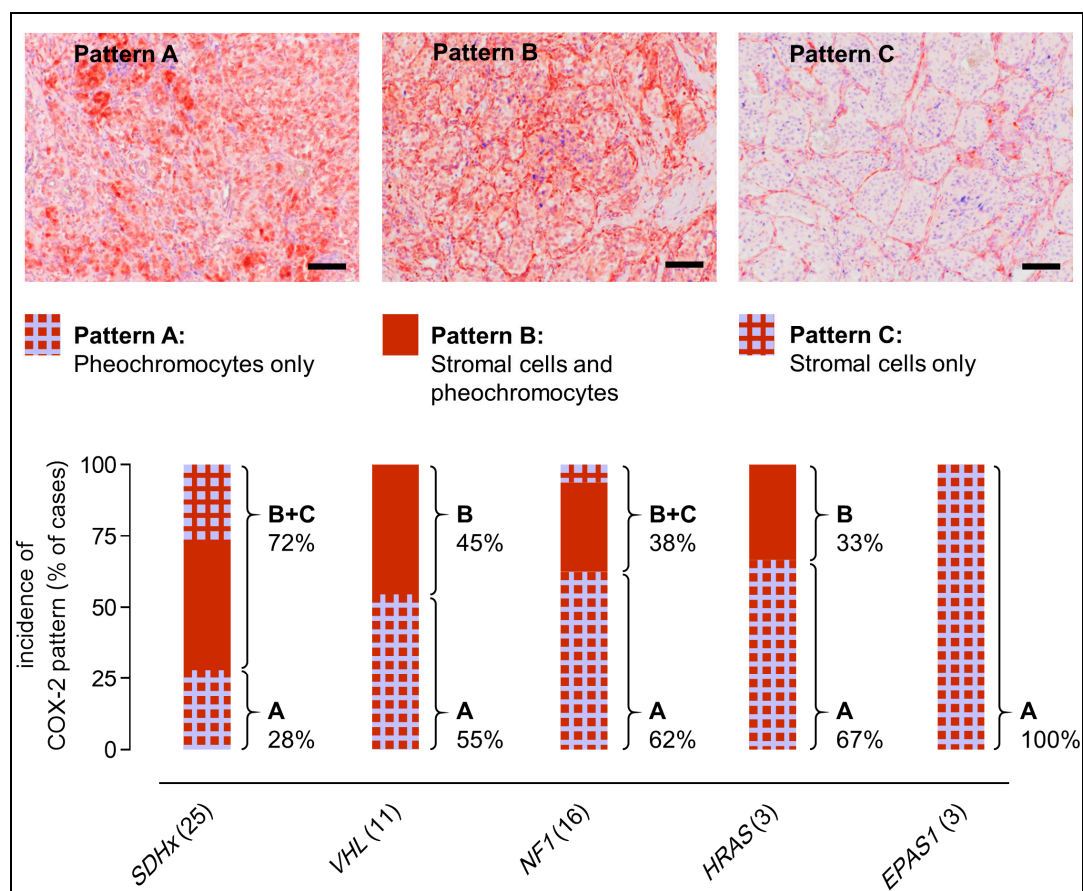 Pattern A
Pattern B
Pattern C
Pattern A:
Pheochromocytes only
Pattern B:
Stromal cells and
pheochromocytes
Pattern C:
Stromal cells only
incidence of
COX-2 pattern (% of cases)
100
75
50
25
0
B+C
72%
A
28%
B
45%
A
55%
B+C
38%
A
62%
B
33%
A
67%
A
100%
SDHx (25)
VHL (11)
NF1 (16)
HRAS (3)
EPAS1 (3)